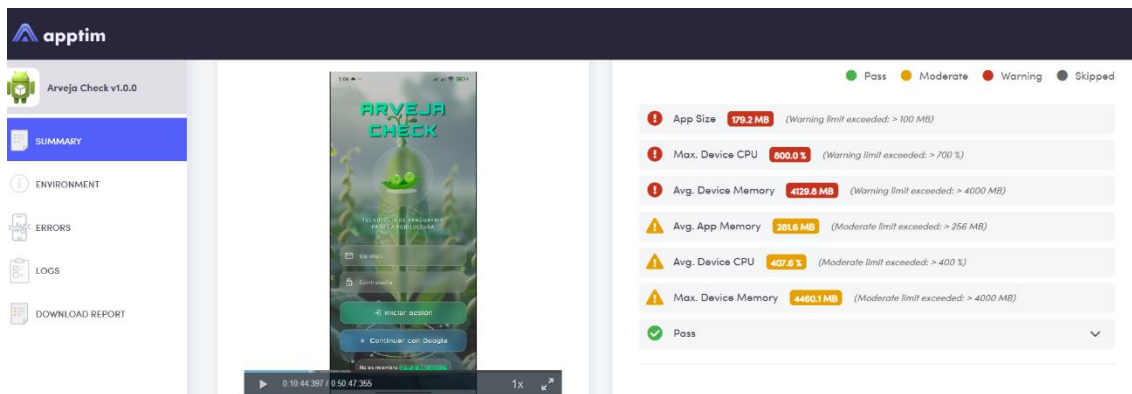 apptim
Arveja Check v1.0.0
SUMMARY
ENVIRONMENT
ERRORS
LOGS
DOWNLOAD REPORT
ARVEJA
CHECK
Iniciar sesión
Continuar con Google
0:10:44:397 / 0:50:47:355 1x
Pass Moderate Warning Skipped
App Size 179.2 MB (Warning limit exceeded: > 100 MB)
Max. Device CPU 800.0 % (Warning limit exceeded: > 700 %)
Avg. Device Memory 4129.8 MB (Warning limit exceeded: > 4000 MB)
Avg. App Memory 281.6 MB (Moderate limit exceeded: > 256 MB)
Avg. Device CPU 407.6 % (Moderate limit exceeded: > 400 %)
Max. Device Memory 4460.1 MB (Moderate limit exceeded: > 4000 MB)
Pass